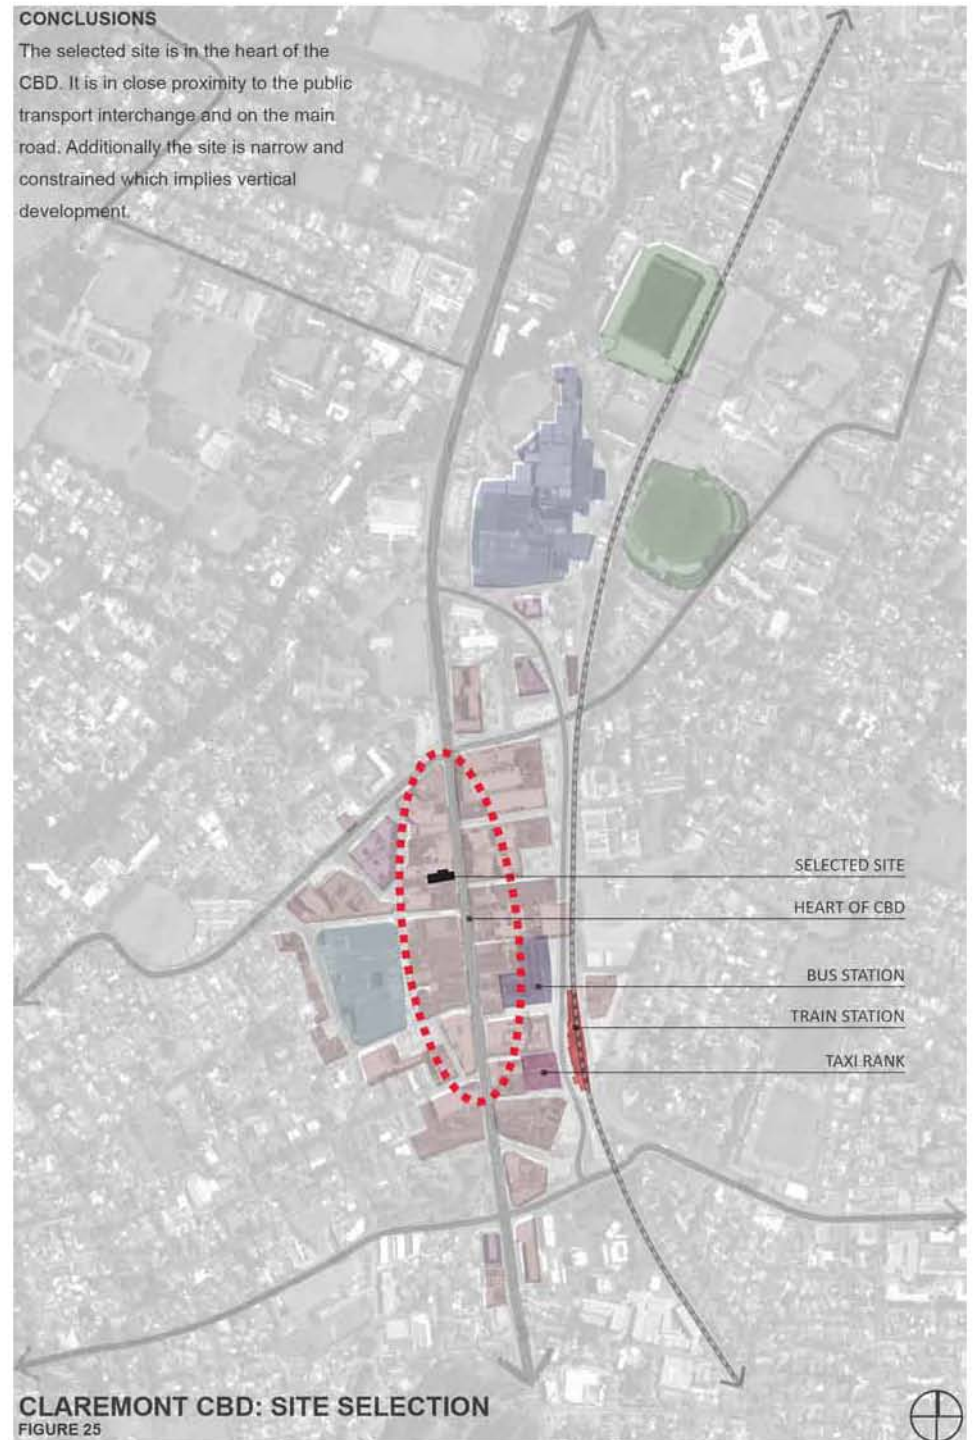 CONCLUSIONS
The selected site is in the heart of the
CBD. It is in close proximity to the public
transport interchange and on the main
road. Additionally the site is narrow and
constrained which implies vertical
development.
SELECTED SITE
HEART OF CBD
BUS STATION
TRAIN STATION
TAXI RANK
CLAREMONT CBD: SITE SELECTION
FIGURE 25